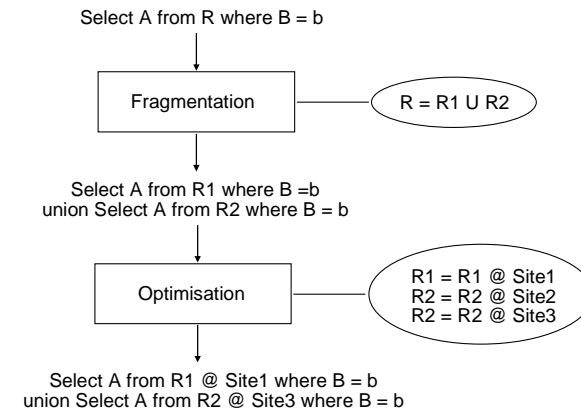 Select A from R where B = b
Fragmentation
R = R1 U R2
Select A from R1 where B =b
union Select A from R2 where B = b
Optimisation
R1 = R1 @ Site1
R2 = R2 @ Site2
R2 = R2 @ Site3
Select A from R1 @ Site1 where B = b
union Select A from R2 @ Site3 where B = b